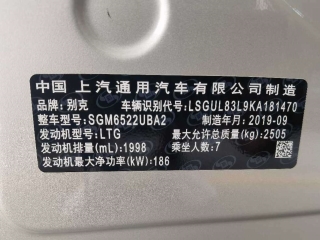 中国 上汽通用汽车有限公司制造
品牌:别克 车辆识别代号:LSGUL83L9KA181470
整车型号:SGM6522UBA2 制造年月:2019-09
发动机型号:LTG 最大允许总质量(kg):2505
发动机排量(mL):1998 乘坐人数:7
发动机最大净功率(kW):186